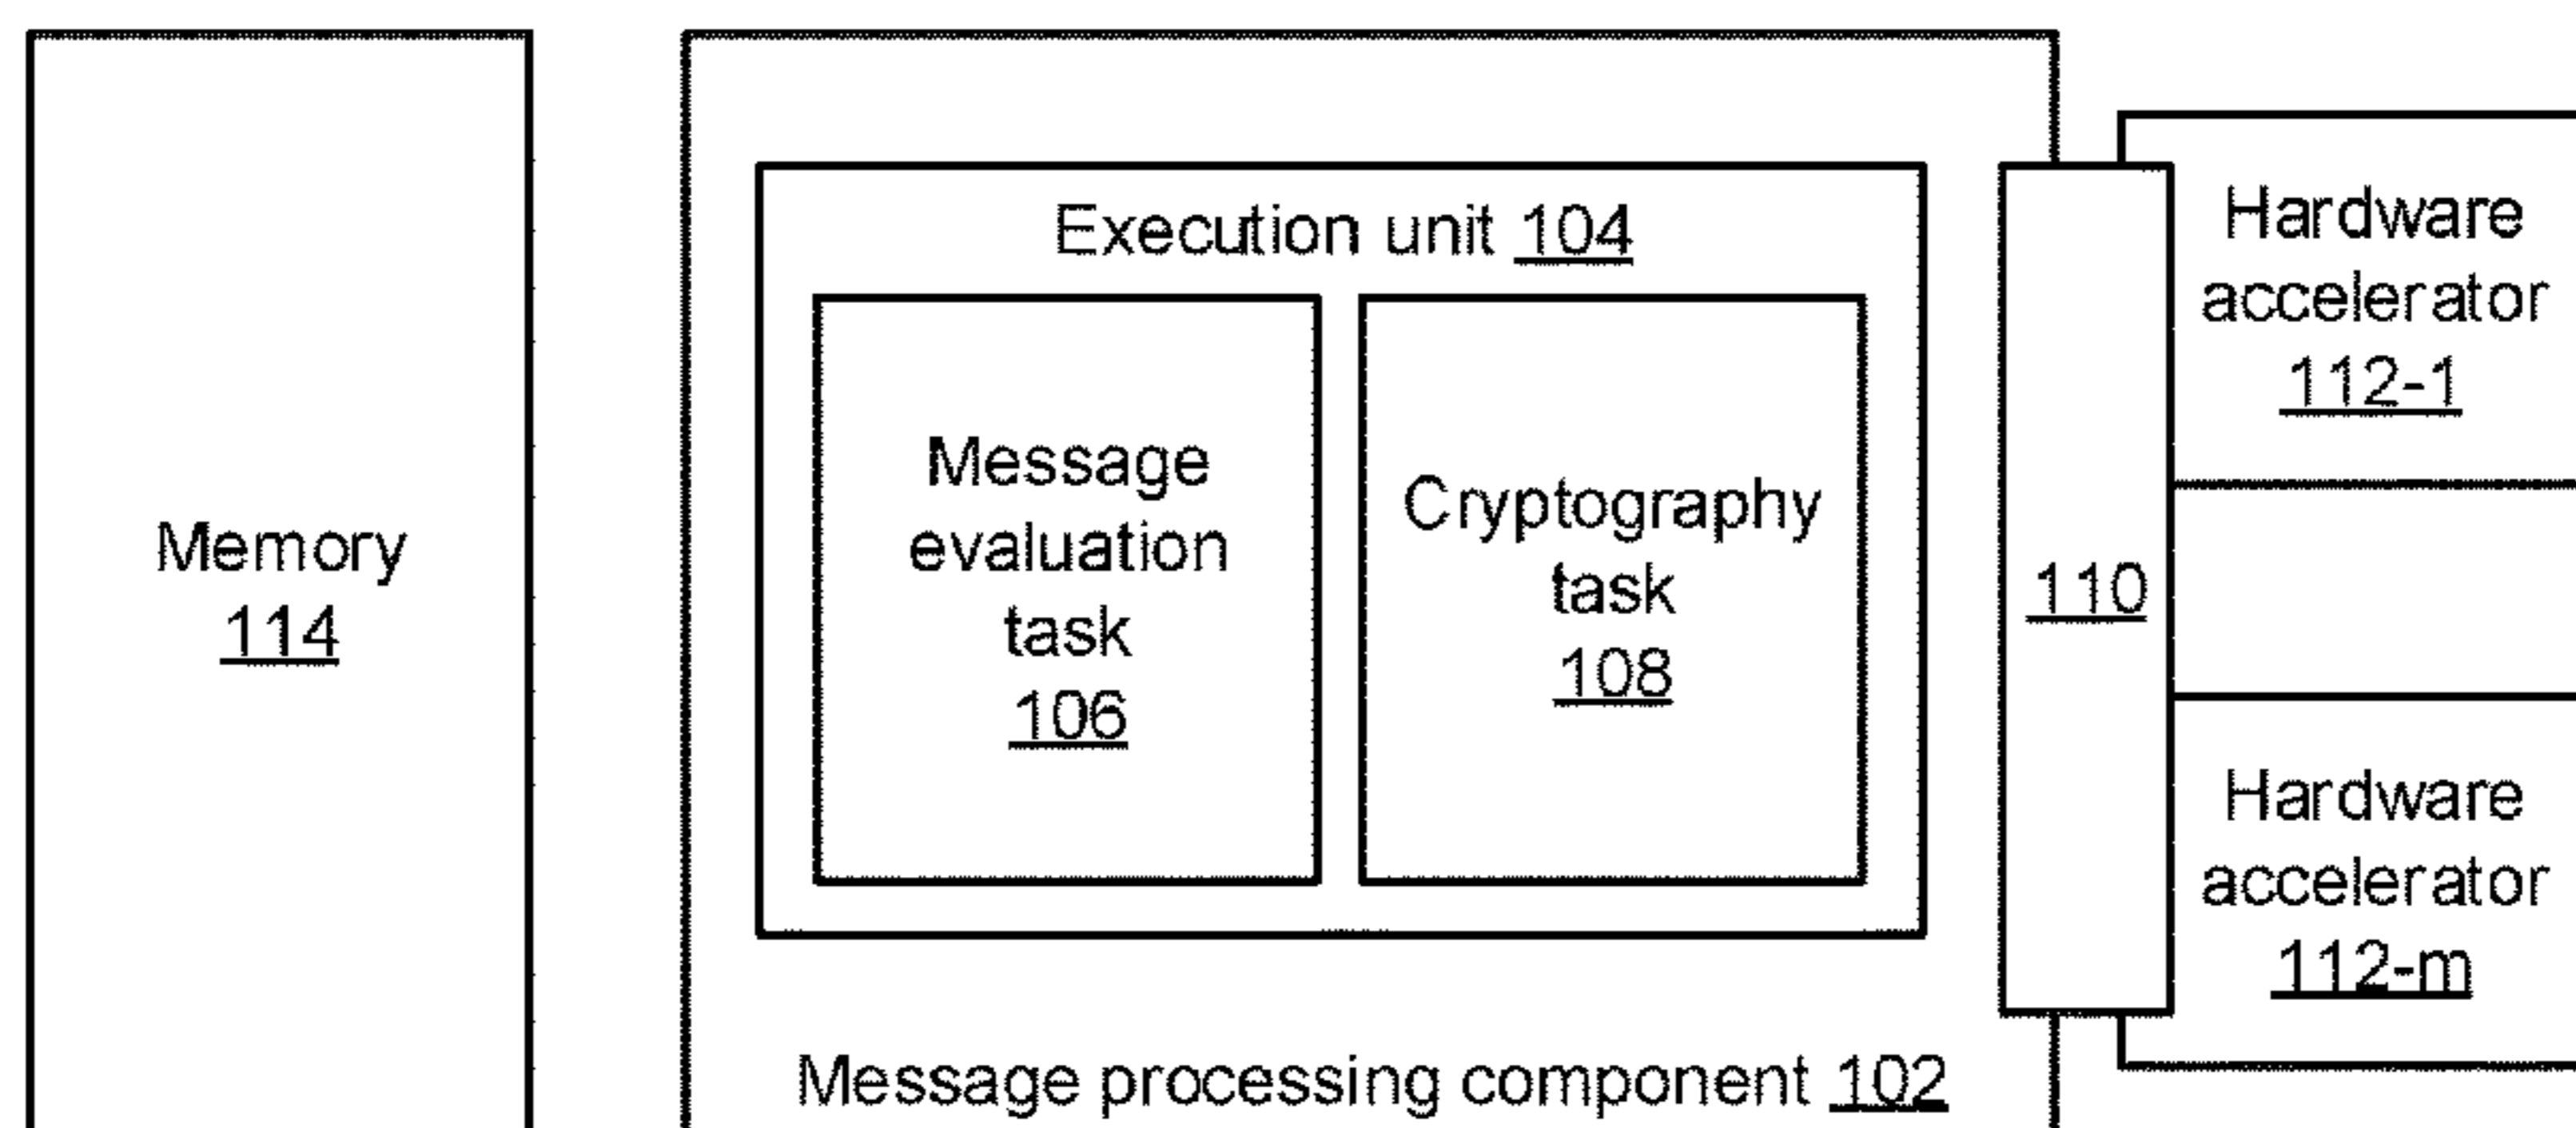 Memory
114
Execution unit 104
Message
evaluation
task
106
Cryptography
task
108
Message processing component 102
110
Hardware
accelerator
112-1
Hardware
accelerator
112-m